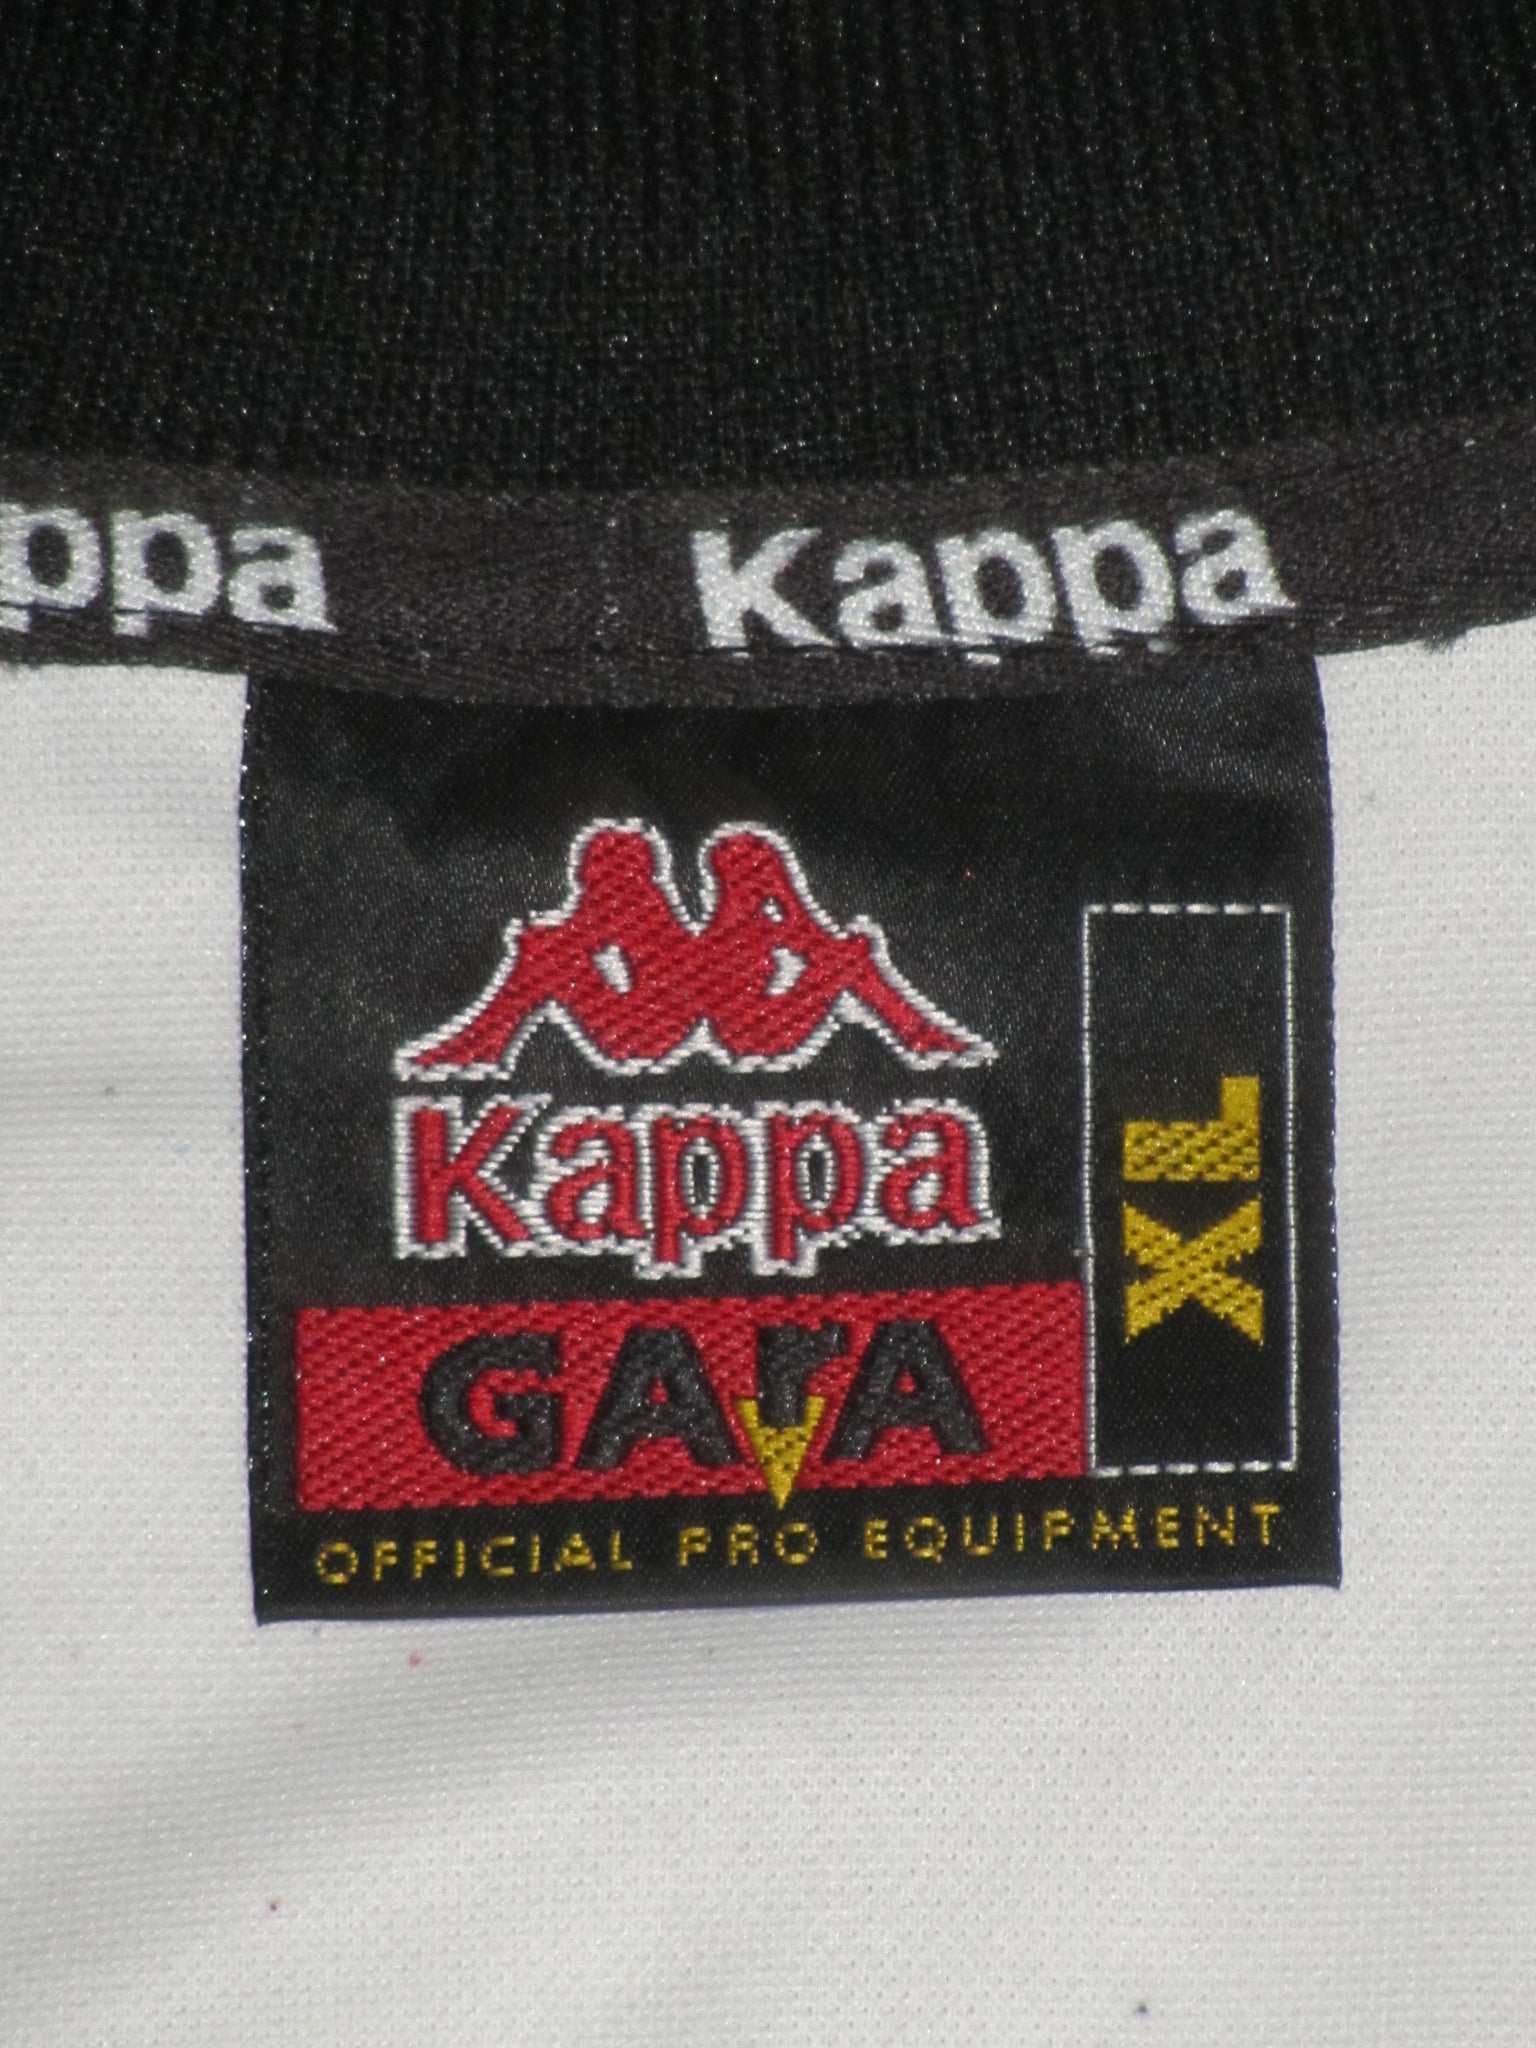 ppa Kappa
Kappa
XL
GArA
OFFICIAL PRO EQUIPMENT